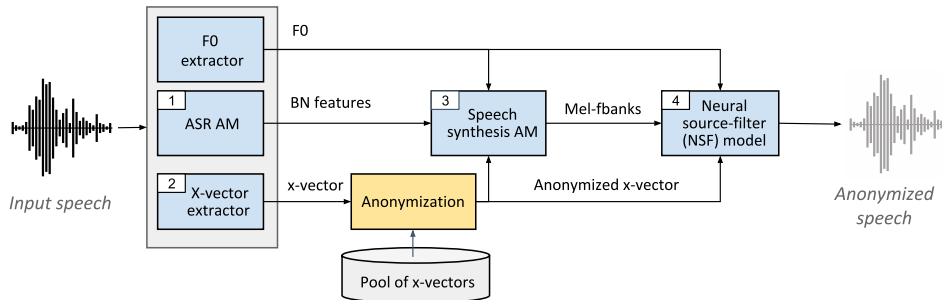 F0
F0
extractor
1
ASR AM
BN features
3
Speech
synthesis AM
Mel-fbanks
4
Neural
source-filter
(NSF) model
Input speech
2
X-vector
extractor
x-vector
Anonymization
Anonymized x-vector
Anonymized
speech
Pool of x-vectors